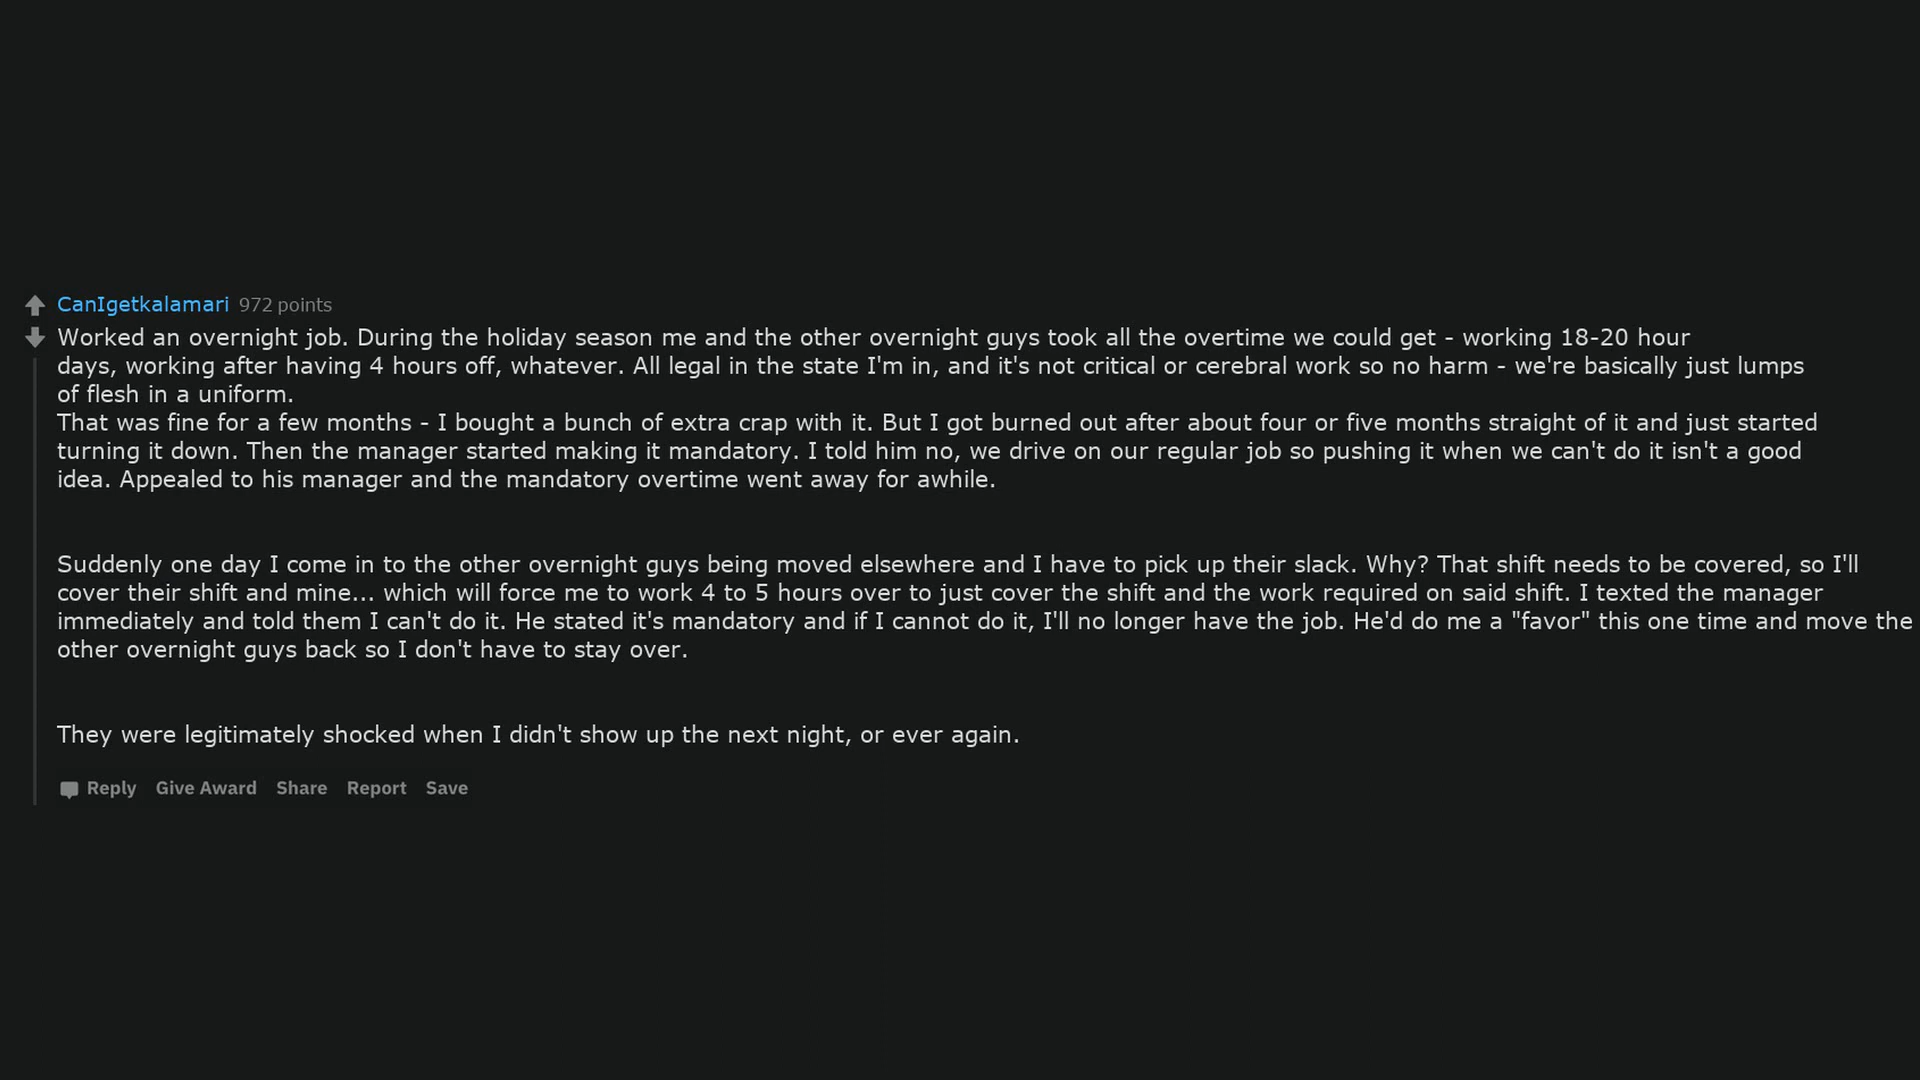 CanIgetkalamari 972 points
Worked an overnight job. During the holiday season me and the other overnight guys took all the overtime we could get - working 18-20 hour
days, working after having 4 hours off, whatever. All legal in the state I'm in, and it's not critical or cerebral work so no harm - we're basically just lumps
of flesh in a uniform.
That was fine for a few months - I bought a bunch of extra crap with it. But I got burned out after about four or five months straight of it and just started
turning it down. Then the manager started making it mandatory. I told him no, we drive on our regular job so pushing it when we can't do it isn't a good
idea. Appealed to his manager and the mandatory overtime went away for awhile.
Suddenly one day I come in to the other overnight guys being moved elsewhere and I have to pick up their slack. Why? That shift needs to be covered, so I'll
cover their shift and mine... which will force me to work 4 to 5 hours over to just cover the shift and the work required on said shift. I texted the manager
immediately and told them I can't do it. He stated it's mandatory and if I cannot do it, I'll no longer have the job. He'd do me a "favor" this one time and move the
other overnight guys back so I don't have to stay over.
They were legitimately shocked when I didn't show up the next night, or ever again.
Reply Give Award Share Report Save